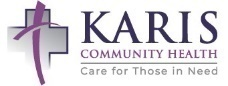 KARIS
COMMUNITY HEALTH
Care for Those in Need